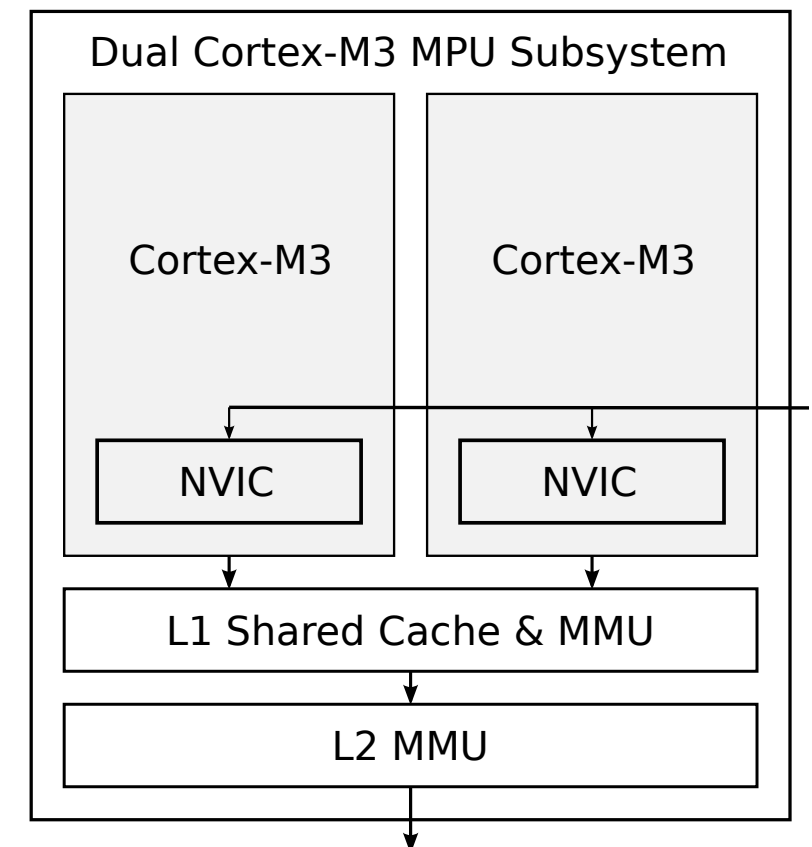 Dual Cortex-M3 MPU Subsystem
Cortex-M3
Cortex-M3
NVIC
NVIC
L1 Shared Cache & MMU
L2 MMU